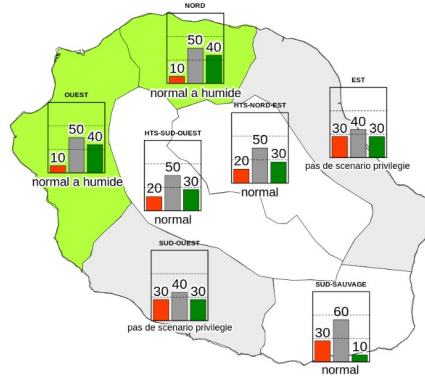 NORD
10 50 40
normal a humide
OUEST
10 50 40
normal a humide
EST
30 40 30
pas de scenario privilegie
HTS-NORD-EST
20 50 30
normal
HTS-SUD-OUEST
20 50 30
normal
SUD-OUEST
30 40 30
pas de scenario privilegie
SUD-SAUVAGE
30 60 10
normal